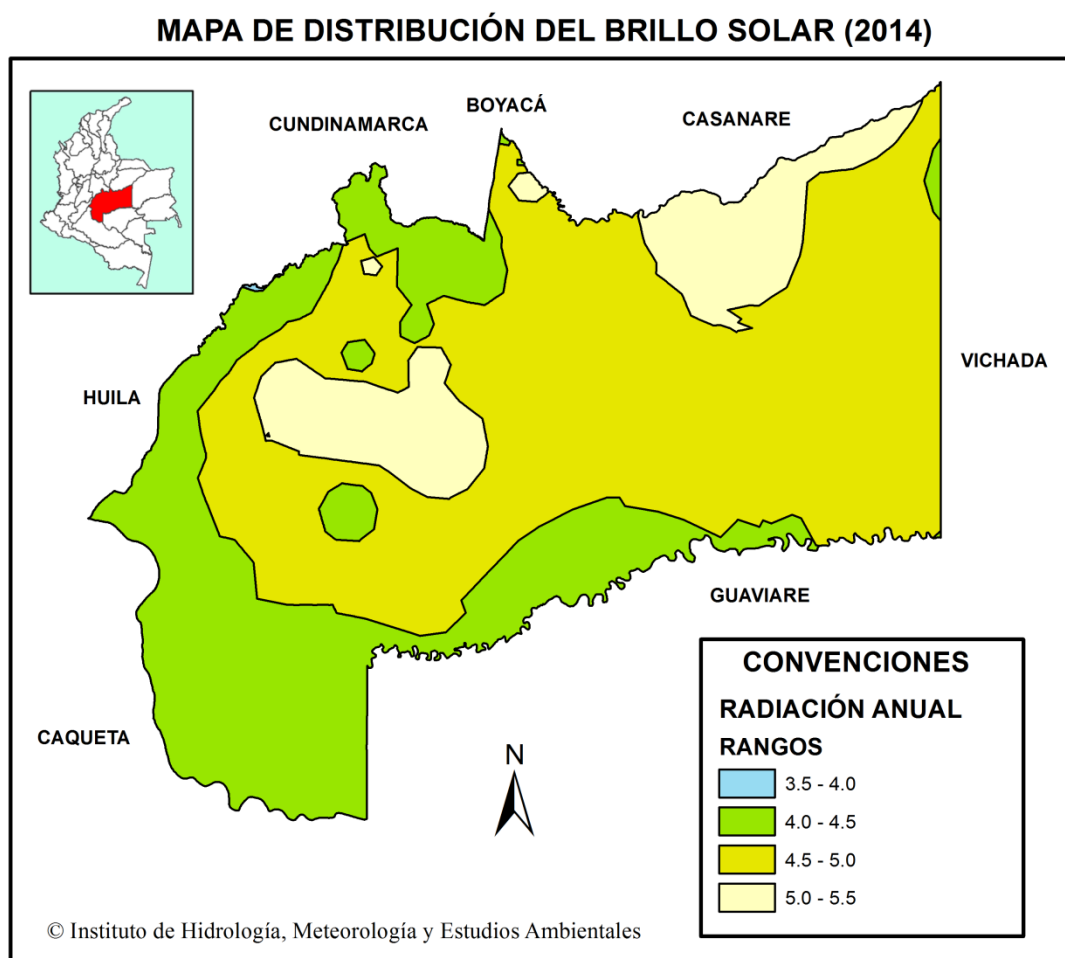 MAPA DE DISTRIBUCIÓN DEL BRILLO SOLAR (2014)
BOYACÁ
CASANARE
CUNDINAMARCA
VICHADA
HUILA
GUAVIARE
CAQUETA
N
CONVENCIONES
RADIACIÓN ANUAL
RANGOS
3.5 - 4.0
4.0 - 4.5
4.5 - 5.0
5.0 - 5.5
© Instituto de Hidrología, Meteorología y Estudios Ambientales